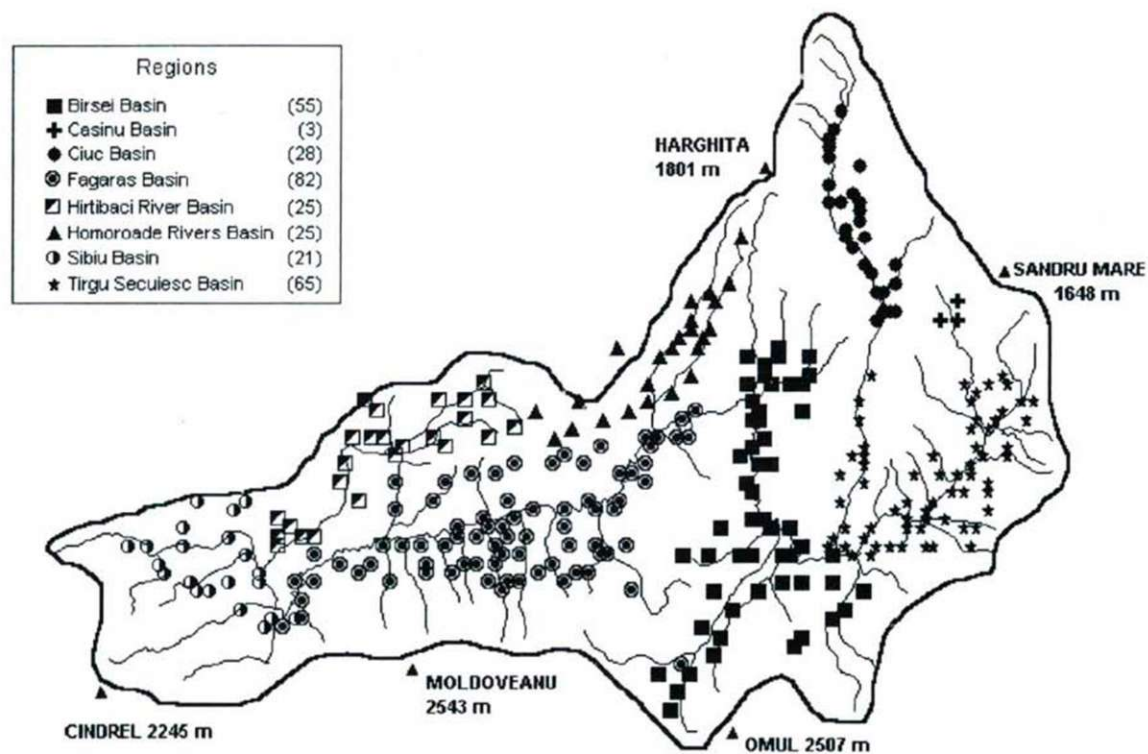 Regions
Birsei Basin (55)
Casinu Basin (3)
Ciuc Basin (28)
Fagaras Basin (82)
Hirtibaci River Basin (25)
Homoroade Rivers Basin (25)
Sibiu Basin (21)
Tirgu Secuiesc Basin (65)
HARGHITA
1801 m
SANDRU MARE
1648 m
MOLDOVEANU
2543 m
CINDREL 2245 m
OMUL 2507 m